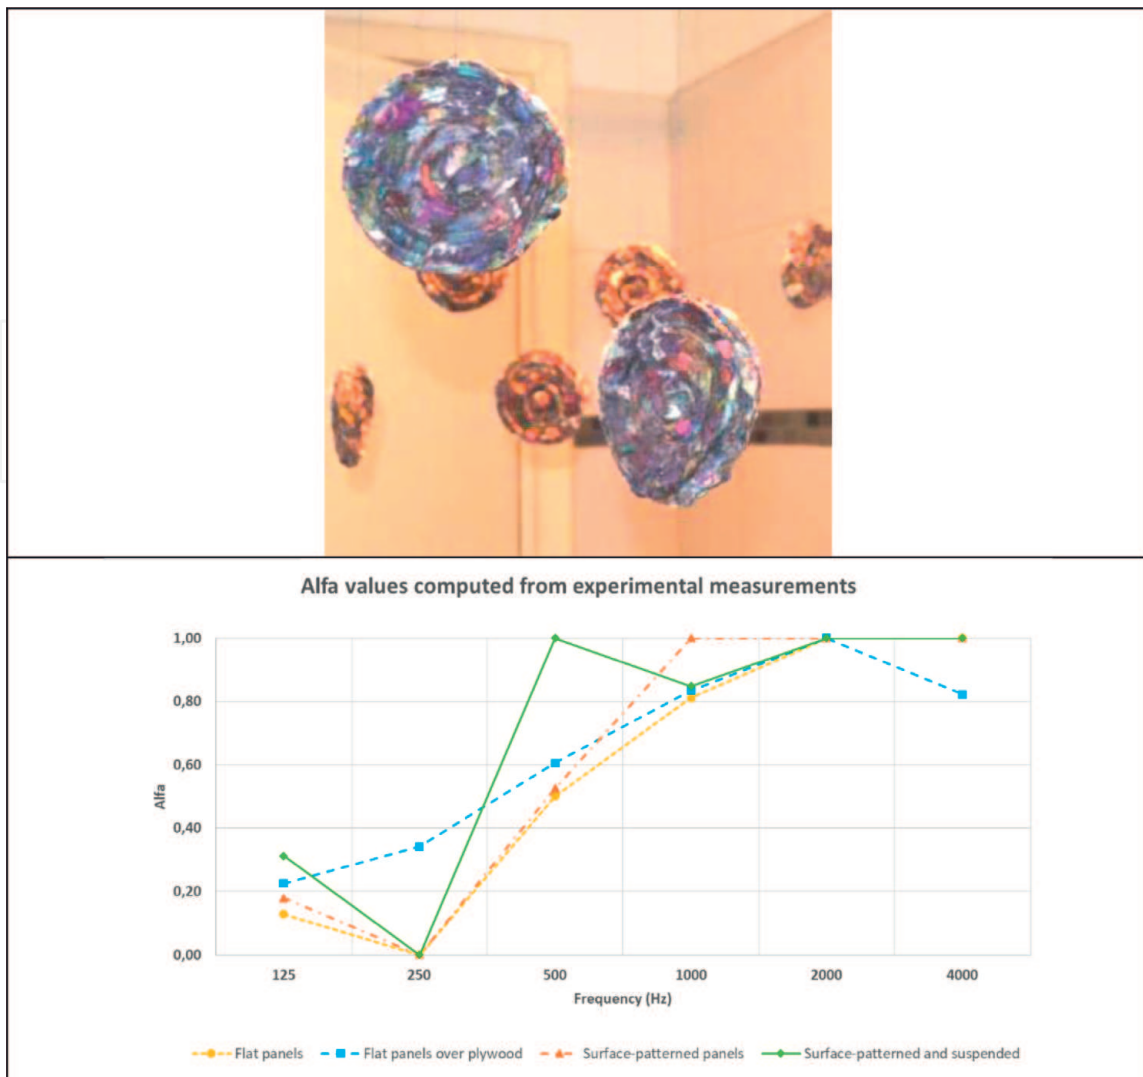 Alfa values computed from experimental measurements
1,00
0,80
0,60
0,40
0,20
0,00
Alfa
125 250 500 1000 2000 4000
Frequency (Hz)
Flat panels Flat panels over plywood Surface-patterned panels Surface-patterned and suspended